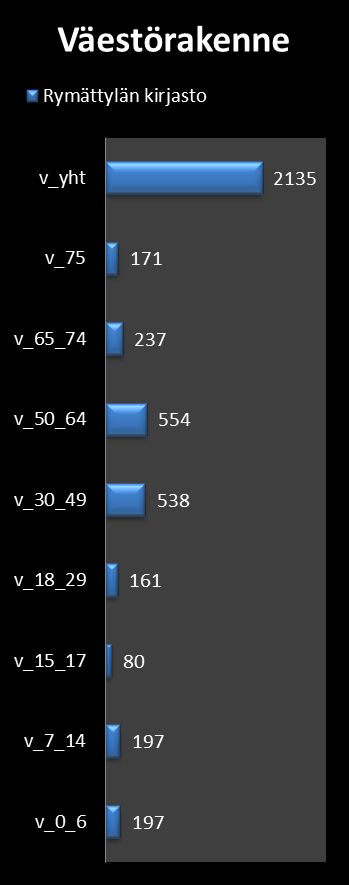 Väestörakenne
Rymättylän kirjasto
v_yht 2135
v_75 171
v_65_74 237
v_50_64 554
v_30_49 538
v_18_29 161
v_15_17 80
v_7_14 197
v_0_6 197